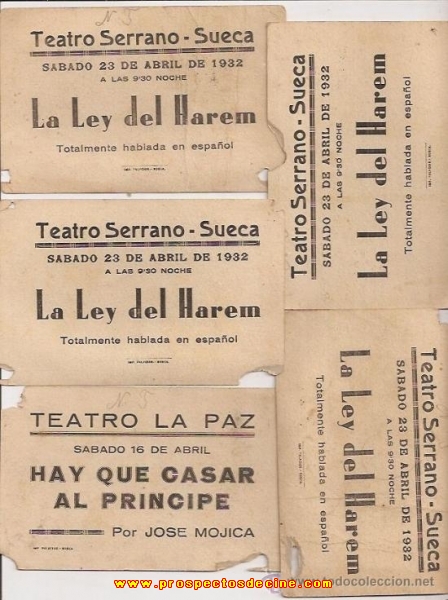 Nº 5
Teatro Serrano - Sueca
SABADO 23 DE ABRIL DE 1932
A LAS 9'30 NOCHE
La Ley del Harem
Totalmente hablada en español
Teatro Serrano - Sueca
SABADO 23 DE ABRIL DE 1932
A LAS 9'30 NOCHE
La Ley del Harem
Totalmente hablada en español
Teatro Serrano - Sueca
SABADO 23 DE ABRIL DE 1932
A LAS 9'30 NOCHE
La Ley del Harem
Totalmente hablada en español
Nº 5
TEATRO LA PAZ
SABADO 16 DE ABRIL
HAY QUE CASAR
AL PRINCIPE
Por JOSE MOJICA
Teatro Serrano - Sueca
SABADO 23 DE ABRIL DE 1932
A LAS 9'30 NOCHE
La Ley del Harem
Totalmente hablada en español
www.prospectosdecine.com
todocoleccion.net